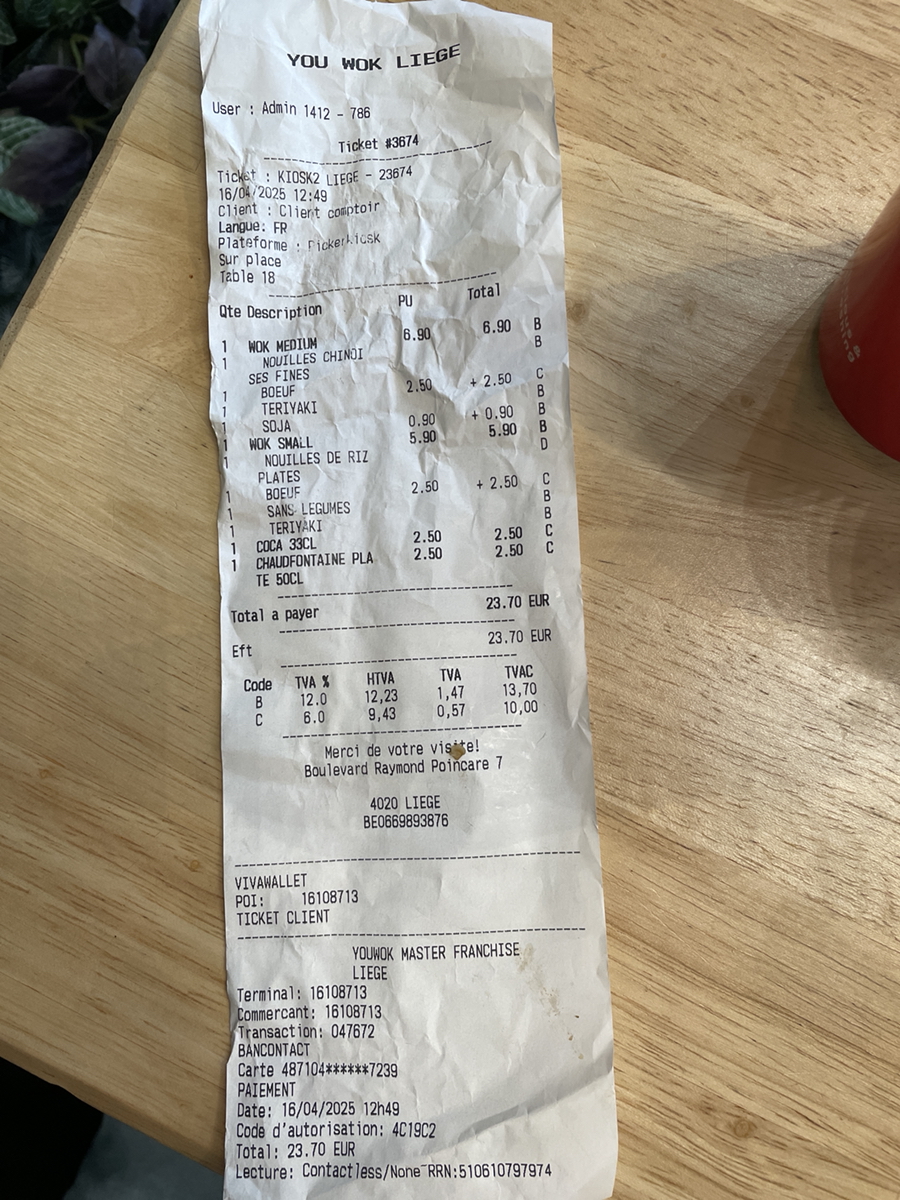 YOU WOK LIEGE
User : Admin 1412 - 786
Ticket #3674
Ticket : KIOSK2 LIEGE - 23674
16/04/2025 12:49
Client : Client comptoir
Langue: FR
Plateforme : Pickerkiosk
Sur place
Table 18
Qte Description PU Total
1 WOK MEDIUM 6.90 6.90 B
1 NOUILLES CHINOI B
SES FINES
1 BOEUF 2.50 + 2.50 C
1 TERIYAKI B
1 SOJA 0.90 + 0.90 B
1 WOK SMALL 5.90 5.90 B
1 NOUILLES DE RIZ D
PLATES
1 BOEUF 2.50 + 2.50 C
1 SANS LEGUMES B
1 TERIYAKI B
1 COCA 33CL 2.50 2.50 C
1 CHAUDFONTAINE PLA 2.50 2.50 C
TE 50CL
Total a payer 23.70 EUR
Eft 23.70 EUR
Code TVA % HTVA TVA TVAC
B 12.0 12,23 1,47 13,70
C 6.0 9,43 0,57 10,00
Merci de votre visite!
Boulevard Raymond Poincare 7
4020 LIEGE
BE0669893876
VIVAWALLET
POI: 16108713
TICKET CLIENT
YOUWOK MASTER FRANCHISE
LIEGE
Terminal: 16108713
Commercant: 16108713
Transaction: 047672
BANCONTACT
Carte 487104******7239
PAIEMENT
Date: 16/04/2025 12h49
Code d'autorisation: 4C19C2
Total: 23.70 EUR
Lecture: Contactless/None RRN:510610797974